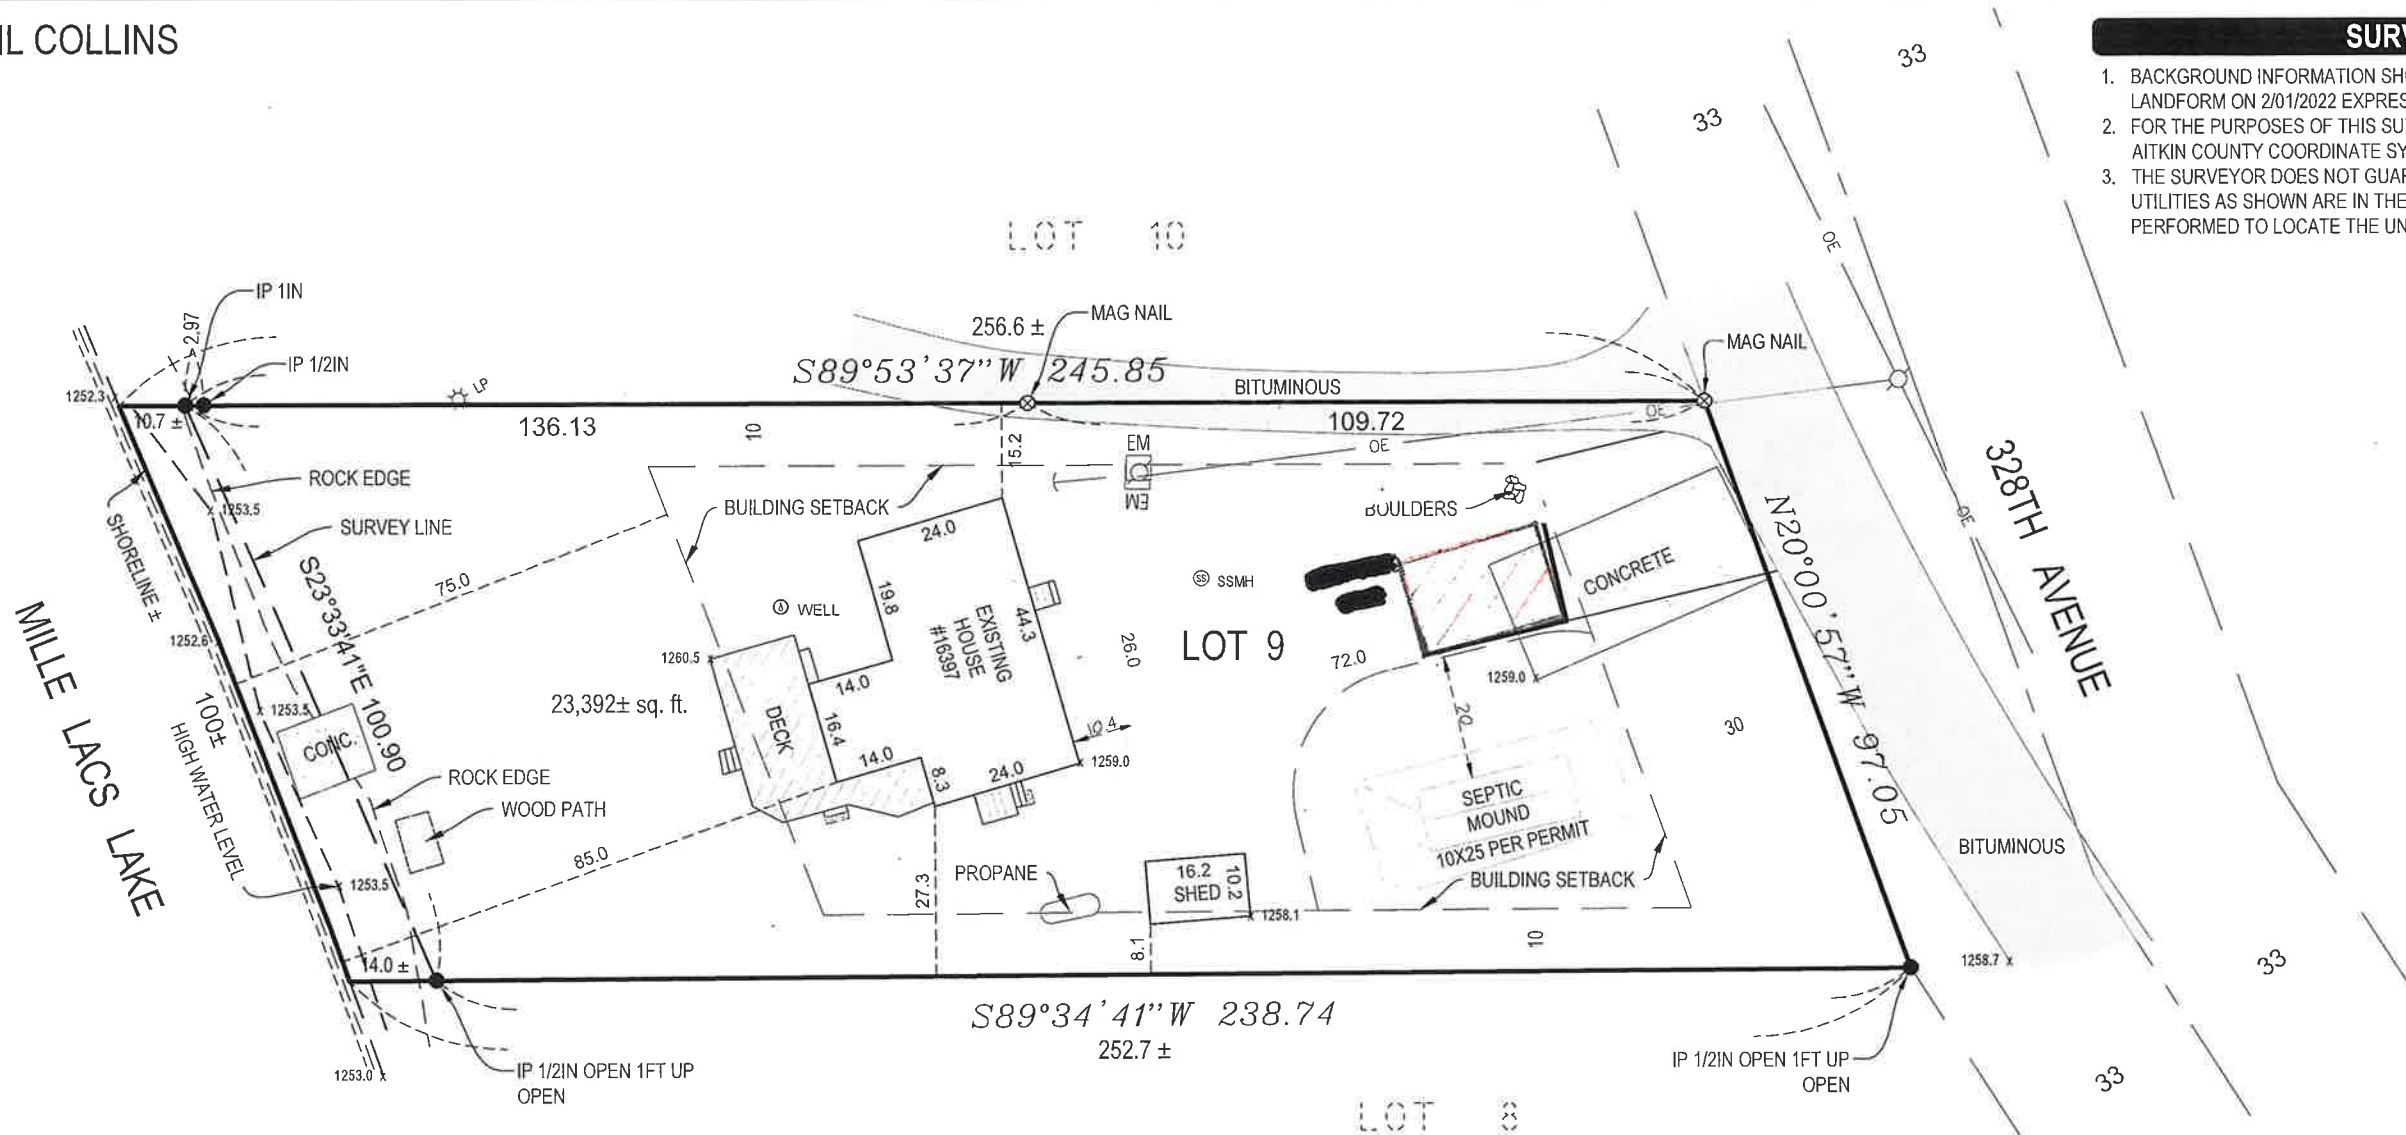 IL COLLINS
SURV
1. BACKGROUND INFORMATION SH
LANDFORM ON 2/01/2022 EXPRES
2. FOR THE PURPOSES OF THIS SU
AITKIN COUNTY COORDINATE SY
3. THE SURVEYOR DOES NOT GUAR
UTILITIES AS SHOWN ARE IN THE
PERFORMED TO LOCATE THE UN
33
33
LOT 10
OE
IP 1IN
2.97
IP 1/2IN
256.6 ±
MAG NAIL
MAG NAIL
S89°53'37"W 245.85
BITUMINOUS
LP
1252.3
10.7 ±
136.13
10
109.72
OE
OE
15.2
EM
EM
ROCK EDGE
1253.5
SURVEY LINE
BUILDING SETBACK
BOULDERS
SHORELINE ±
S23°33'41"E 100.90
75.0
24.0
19.8
EXISTING
HOUSE
#16397
44.3
WELL
SS
SSMH
CONCRETE
N20°00'57"W 97.05
328TH AVENUE
OE
MILLE LACS LAKE
1252.6
1260.5
26.0
LOT 9
72.0
1259.0
14.0
23,392± sq. ft.
DECK
16.4
10.4
20
30
100±
HIGH WATER LEVEL
1253.5
CONC.
14.0
8.3
24.0
1259.0
ROCK EDGE
WOOD PATH
SEPTIC
MOUND
10X25 PER PERMIT
BITUMINOUS
85.0
1253.5
27.3
PROPANE
16.2
SHED
10.2
BUILDING SETBACK
1258.1
8.1
10
14.0 ±
1258.7
33
S89°34'41"W 238.74
252.7 ±
1253.0
IP 1/2IN OPEN 1FT UP
OPEN
IP 1/2IN OPEN 1FT UP
OPEN
33
LOT 8